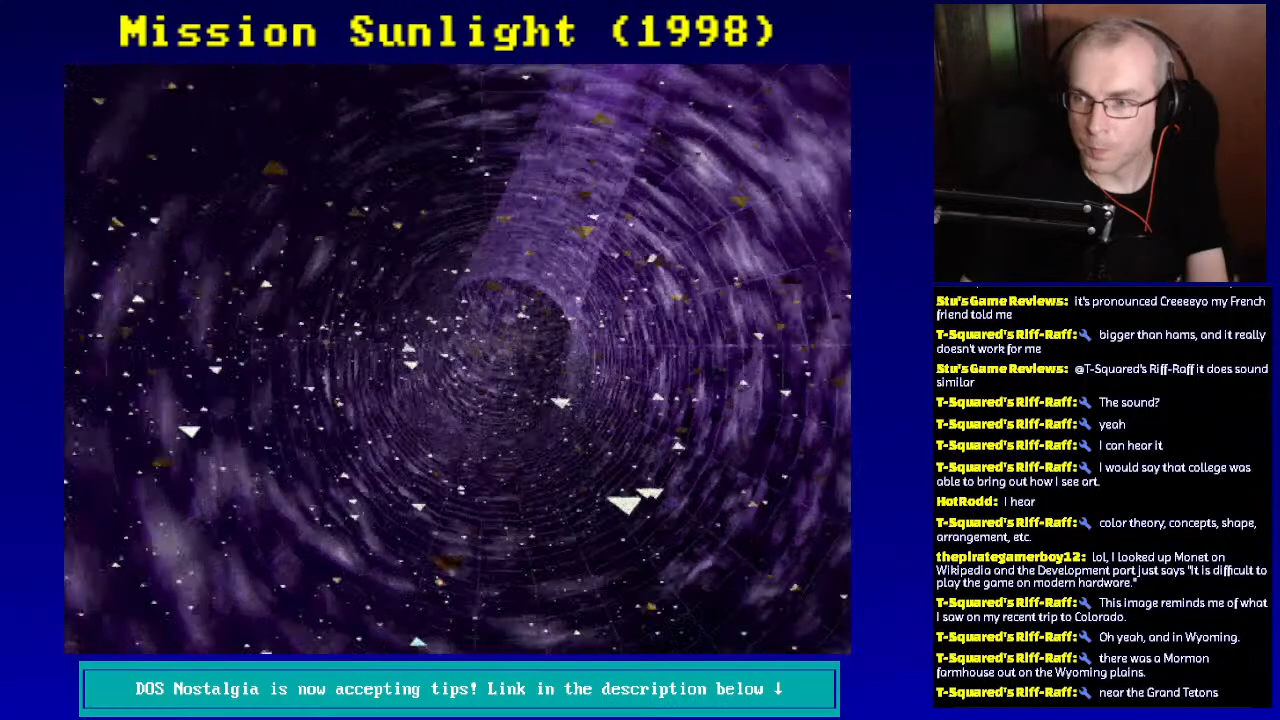 Mission Sunlight (1998)
Stu's Game Reviews: it's pronounced Creeeeyo my French
friend told me
T-Squared's Riff-Raff: bigger than hams, and it really
doesn't work for me
Stu's Game Reviews: @T-Squared's Riff-Raff it does sound
similar
T-Squared's Riff-Raff: The sound?
T-Squared's Riff-Raff: yeah
T-Squared's Riff-Raff: I can hear it
T-Squared's Riff-Raff: I would say that college was
able to bring out how I see art.
HotRodd: I hear
T-Squared's Riff-Raff: color theory, concepts, shape,
arrangement, etc.
thepirategamerboy12: lol, I looked up Monet on
Wikipedia and the Development part just says "It is difficult to
play the game on modern hardware."
T-Squared's Riff-Raff: This image reminds me of what
I saw on my recent trip to Colorado.
T-Squared's Riff-Raff: Oh yeah, and in Wyoming.
T-Squared's Riff-Raff: there was a Mormon
farmhouse out on the Wyoming plains.
T-Squared's Riff-Raff: near the Grand Tetons
DOS Nostalgia is now accepting tips! Link in the description below ↓